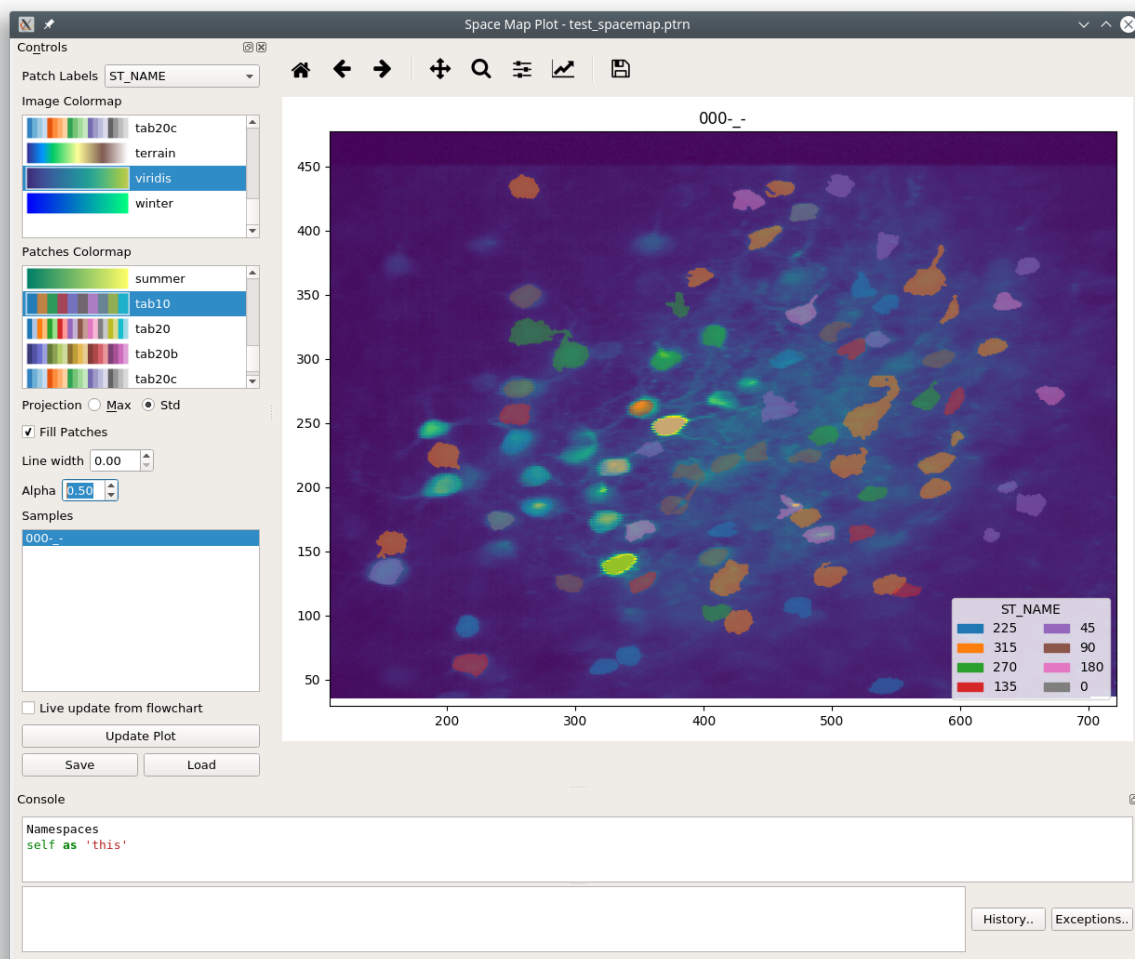 Space Map Plot - test_spacemap.ptrn
Controls
Patch Labels ST_NAME
Image Colormap
tab20c
terrain
viridis
winter
Patches Colormap
summer
tab10
tab20
tab20b
tab20c
Projection Max Std
Fill Patches
Line width 0.00
Alpha 0.50
Samples
000-_-
Live update from flowchart
Update Plot
Save Load
000-_-
450
400
350
300
250
200
150
100
50
200 300 400 500 600 700
ST_NAME
225 45
315 90
270 180
135 0
Console
Namespaces
self as 'this'
History.. Exceptions..